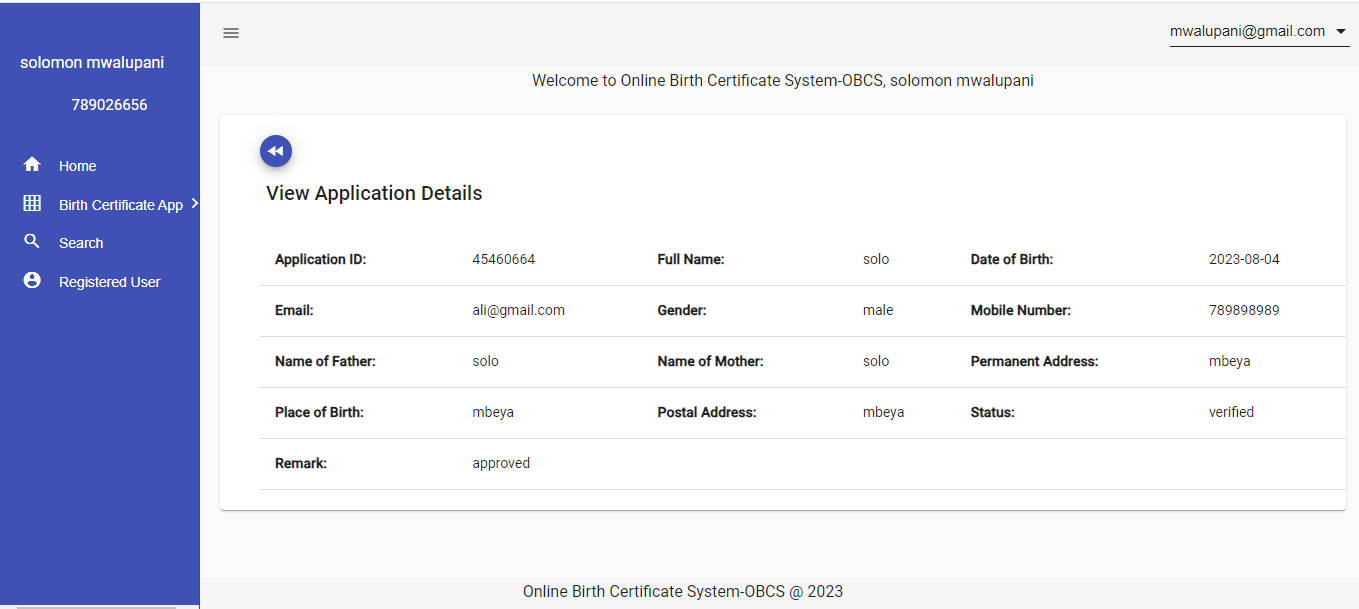 solomon mwalupani
789026656
Home
Birth Certificate App
Search
Registered User
mwalupani@gmail.com
Welcome to Online Birth Certificate System-OBCS, solomon mwalupani
View Application Details
Application ID: 45460664 Full Name: solo Date of Birth: 2023-08-04
Email: ali@gmail.com Gender: male Mobile Number: 789898989
Name of Father: solo Name of Mother: solo Permanent Address: mbeya
Place of Birth: mbeya Postal Address: mbeya Status: verified
Remark: approved
Online Birth Certificate System-OBCS @ 2023